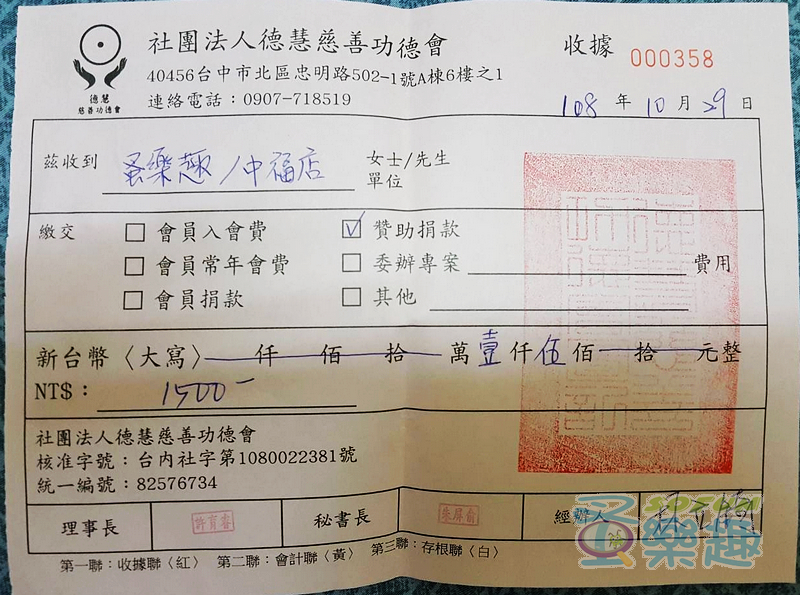 德慧
慈善功德會
社團法人德慧慈善功德會
收據 000358
40456台中市北區忠明路502-1號A棟6樓之1
連絡電話：0907-718519
108 年 10 月 29 日
茲收到 蚤樂趣/中福店 女士/先生
單位
繳交 會員入會費 贊助捐款
會員常年會費 委辦專案 費用
會員捐款 其他
新台幣〈大寫〉 仟 佰 拾 萬 壹 仟 伍 佰 拾 元整
NT$： 1500-
社團法人德慧慈善功德會
核准字號：台內社字第1080022381號
統一編號：82576734
理事長 許育睿 秘書長 經辦人
蚤樂趣
第一聯：收據聯〈紅〉 第二聯：會計聯〈黃〉 第三聯：存根聯〈白〉